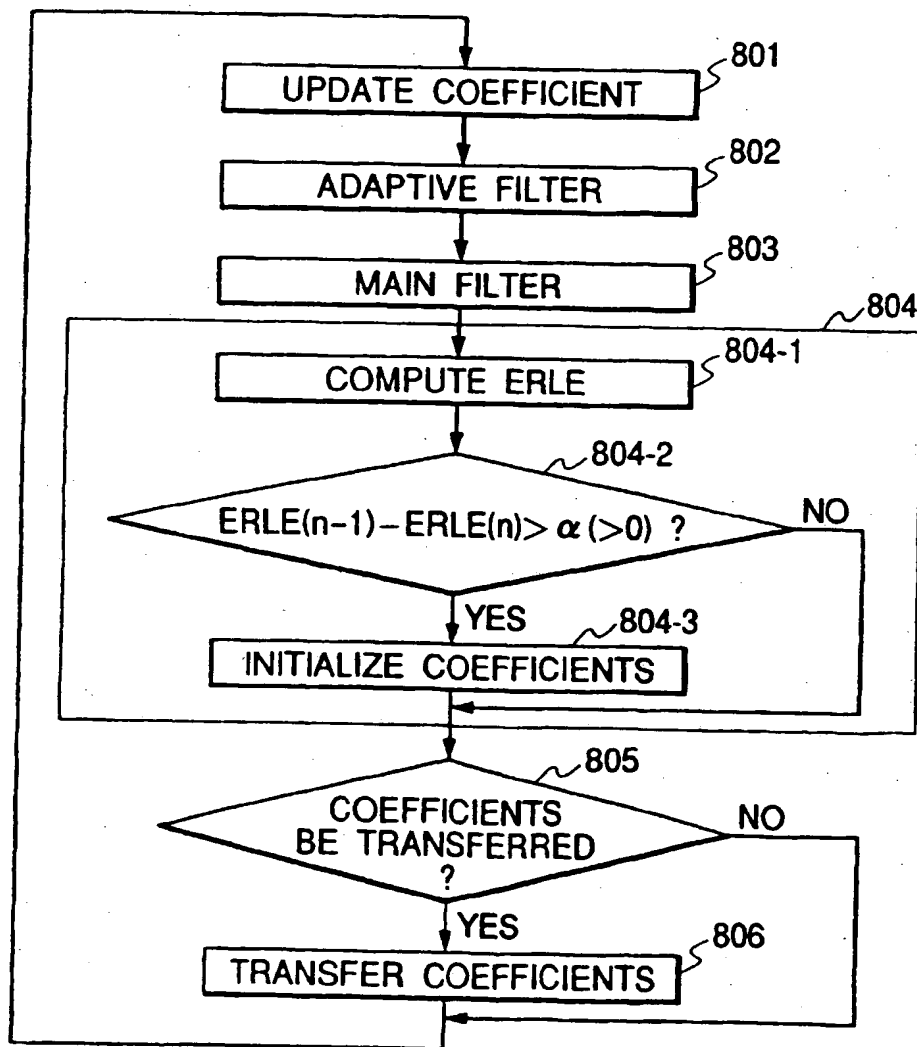 801
UPDATE COEFFICIENT
802
ADAPTIVE FILTER
803
MAIN FILTER
804
804-1
COMPUTE ERLE
804-2
ERLE(n-1)-ERLE(n)>α(>0) ?
NO
YES
804-3
INITIALIZE COEFFICIENTS
805
COEFFICIENTS
BE TRANSFERRED
?
NO
YES
806
TRANSFER COEFFICIENTS